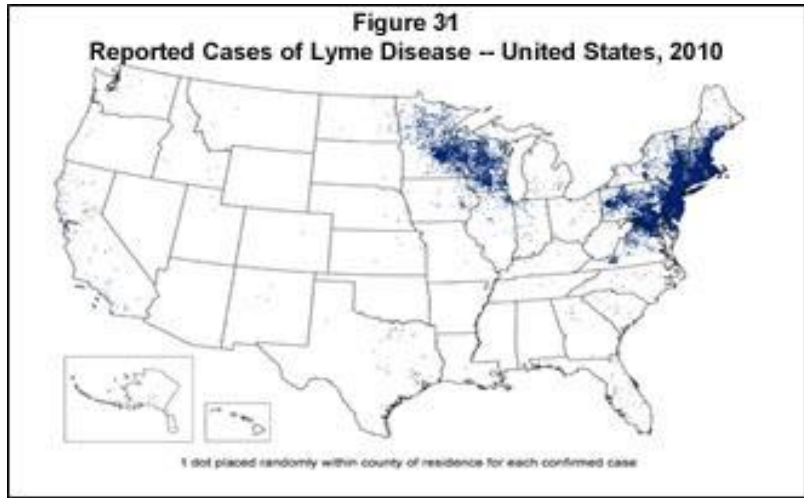 Figure 31
Reported Cases of Lyme Disease -- United States, 2010
1 dot placed randomly within county of residence for each confirmed case